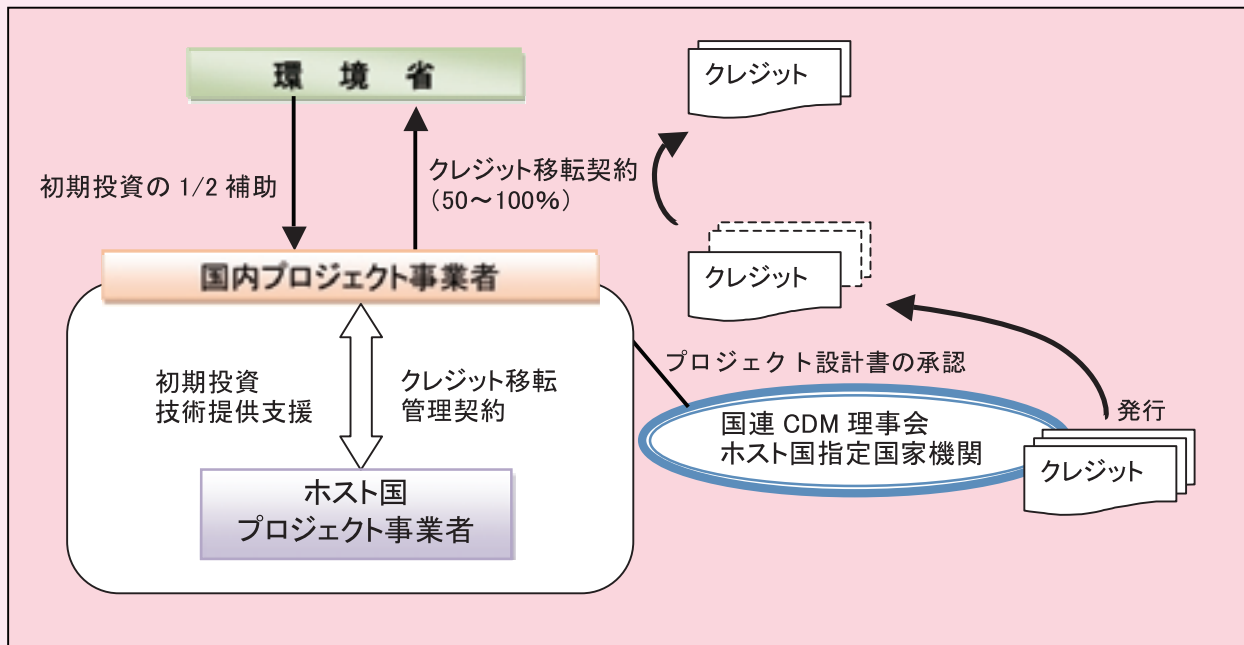 環　境　省
クレジット
初期投資の 1/2 補助
クレジット移転契約
（50～100％）
国内プロジェクト事業者
クレジット
プロジェクト設計書の承認
初期投資
技術提供支援
クレジット移転
管理契約
国連 CDM 理事会
ホスト国指定国家機関
発行
クレジット
ホスト国
プロジェクト事業者